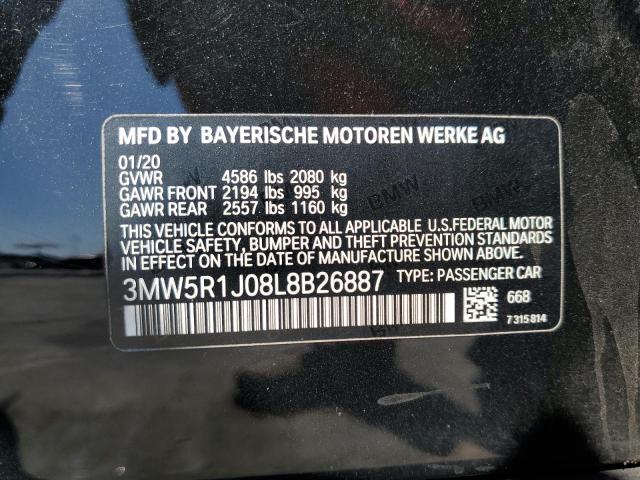 MFD BY BAYERISCHE MOTOREN WERKE AG
01/20
GVWR 4586 lbs 2080 kg
GAWR FRONT 2194 lbs 995 kg
GAWR REAR 2557 lbs 1160 kg
THIS VEHICLE CONFORMS TO ALL APPLICABLE U.S.FEDERAL MOTOR
VEHICLE SAFETY, BUMPER AND THEFT PREVENTION STANDARDS
IN EFFECT ON THE DATE OF MANUFACTURE SHOWN ABOVE.
3MW5R1J08L8B26887 TYPE: PASSENGER CAR
668
7315814